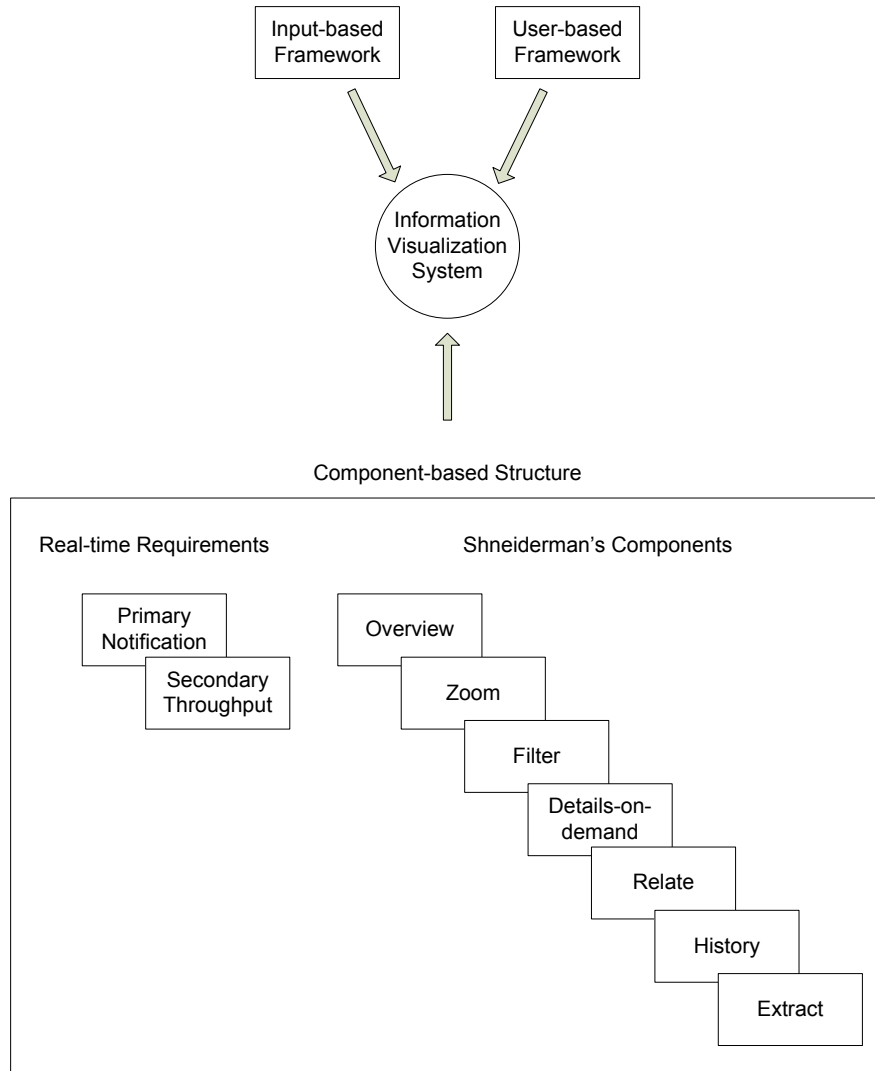 Input-based
Framework
User-based
Framework
Information
Visualization
System
Component-based Structure
Real-time Requirements
Shneiderman's Components
Primary
Notification
Secondary
Throughput
Overview
Zoom
Filter
Details-on-
demand
Relate
History
Extract